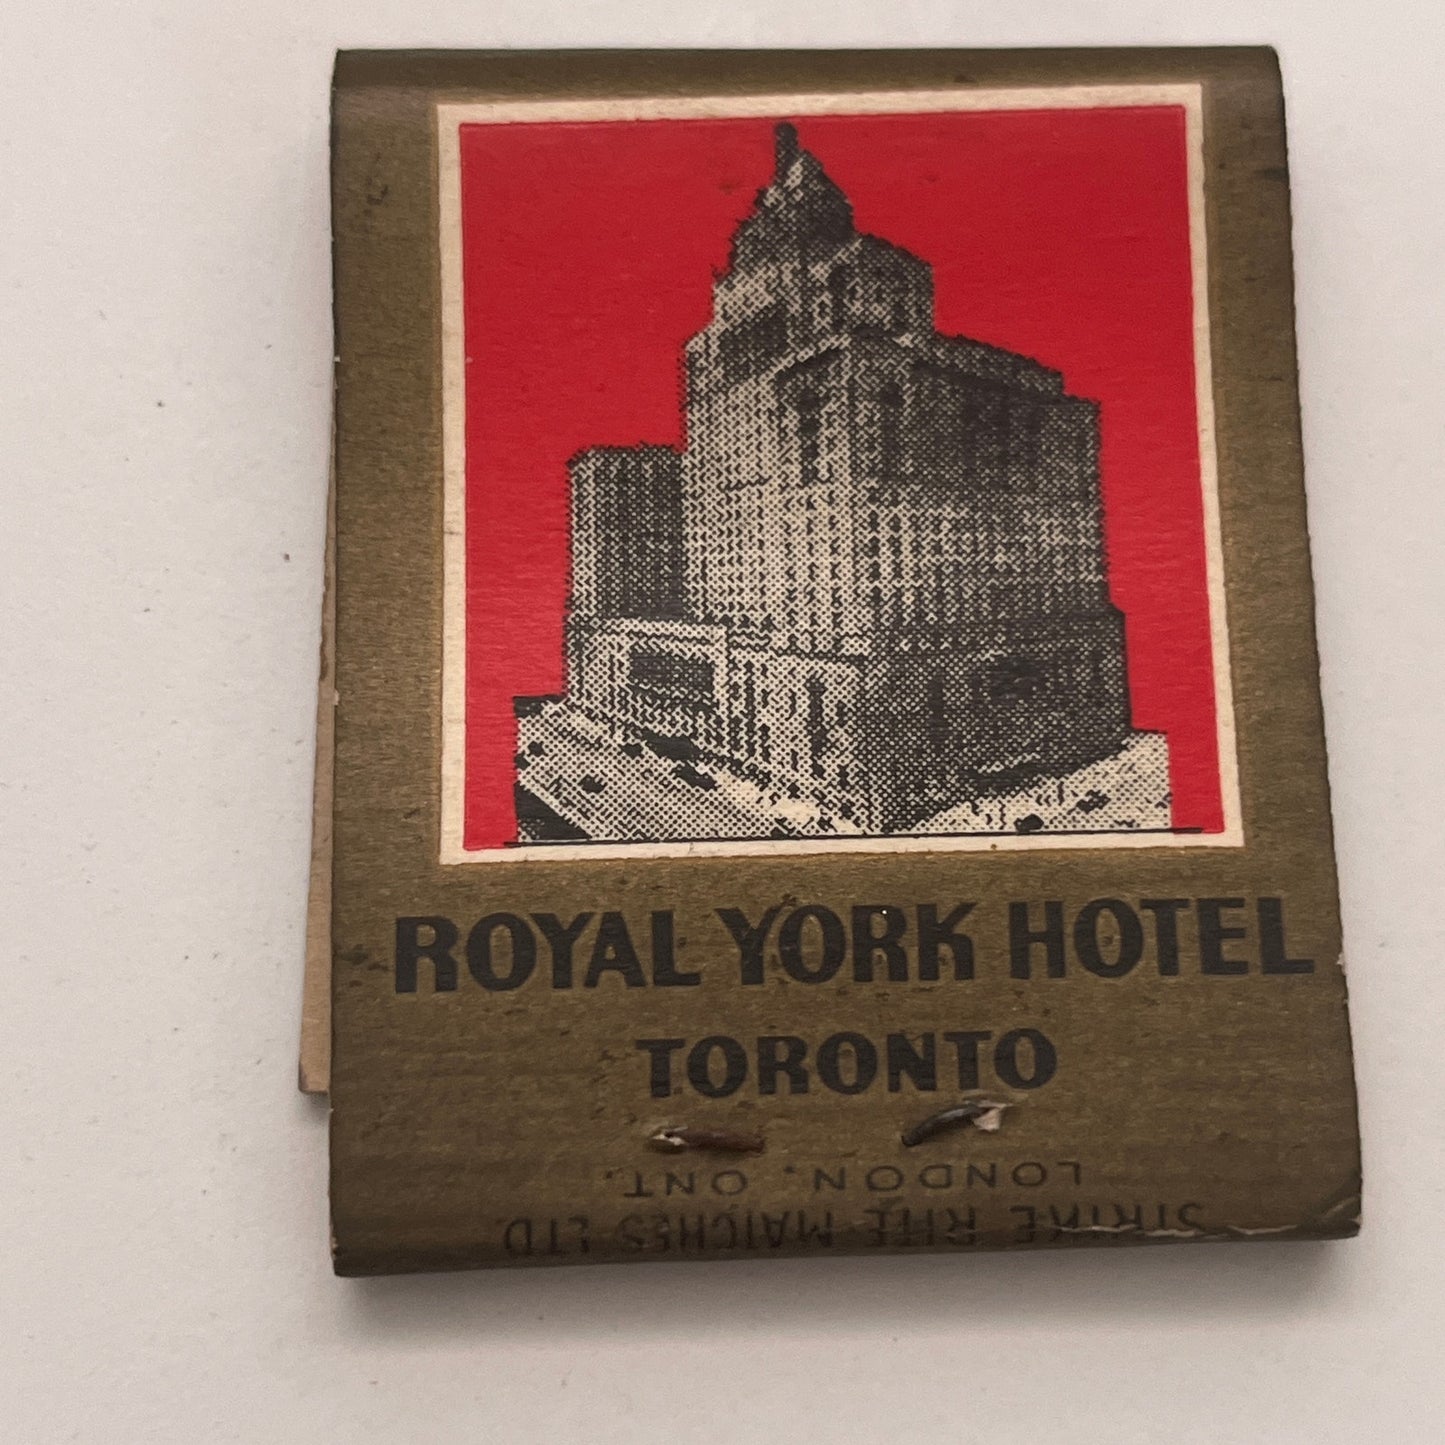 ROYAL YORK HOTEL
TORONTO
STRIKE RITE MATCHES LTD.
LONDON, ONT.